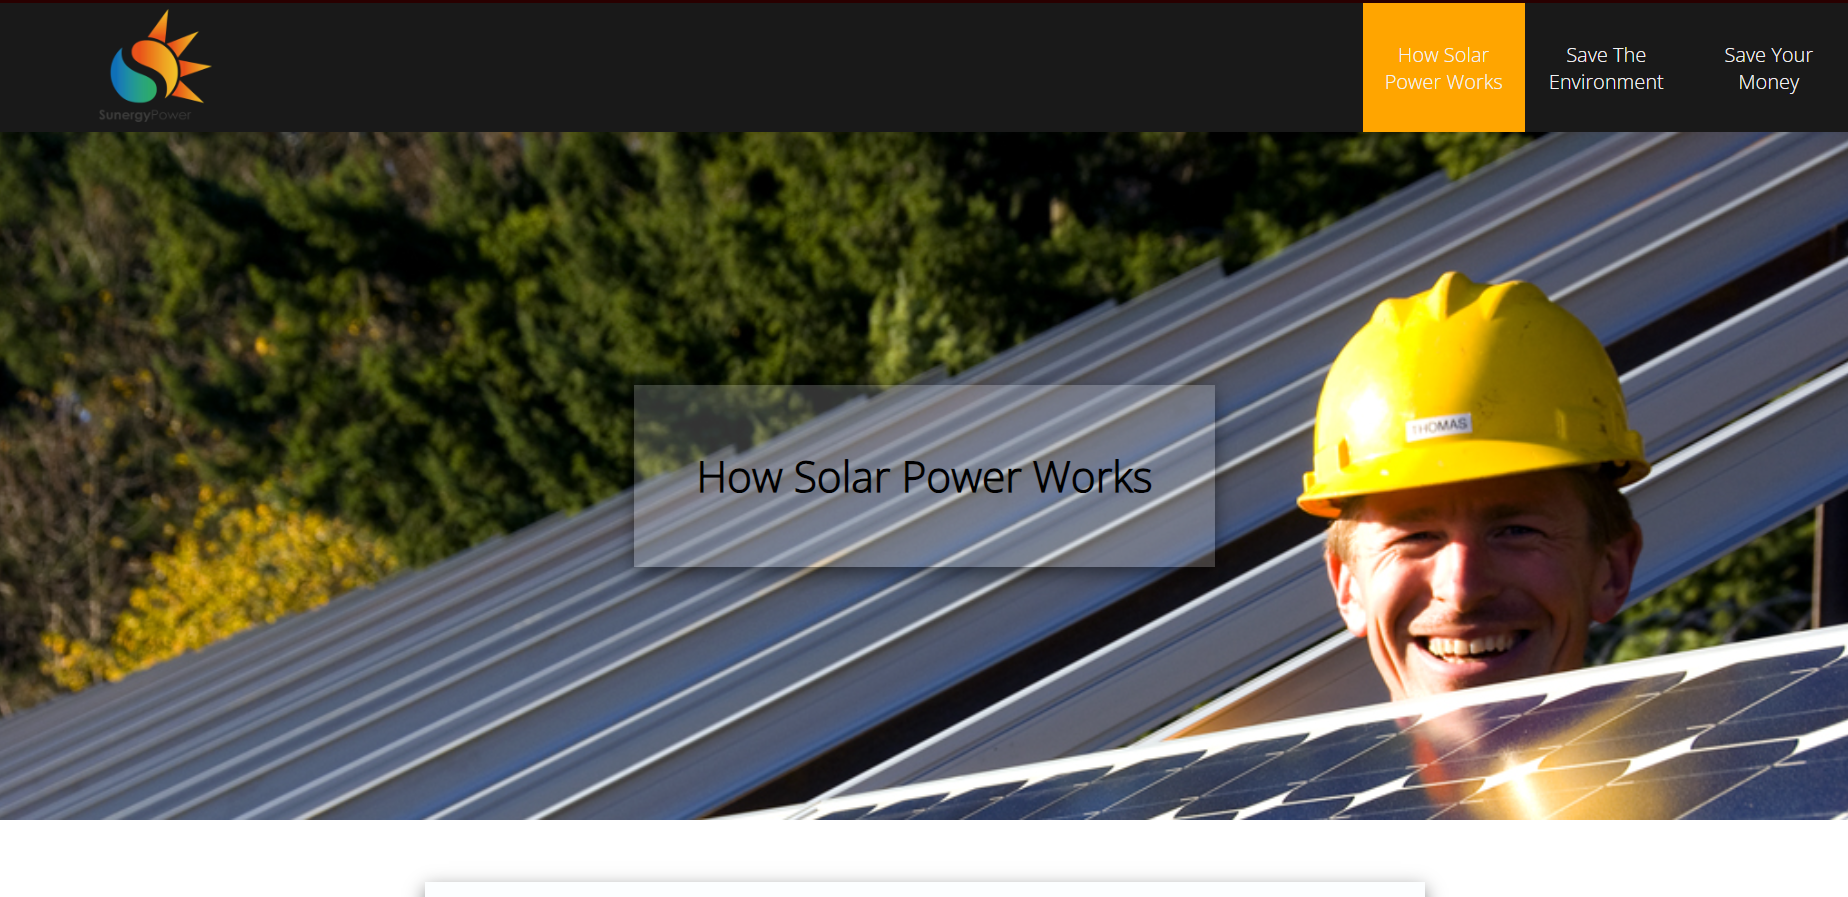 SunergyPower
How Solar
Power Works
Save The
Environment
Save Your
Money
How Solar Power Works
THOMAS